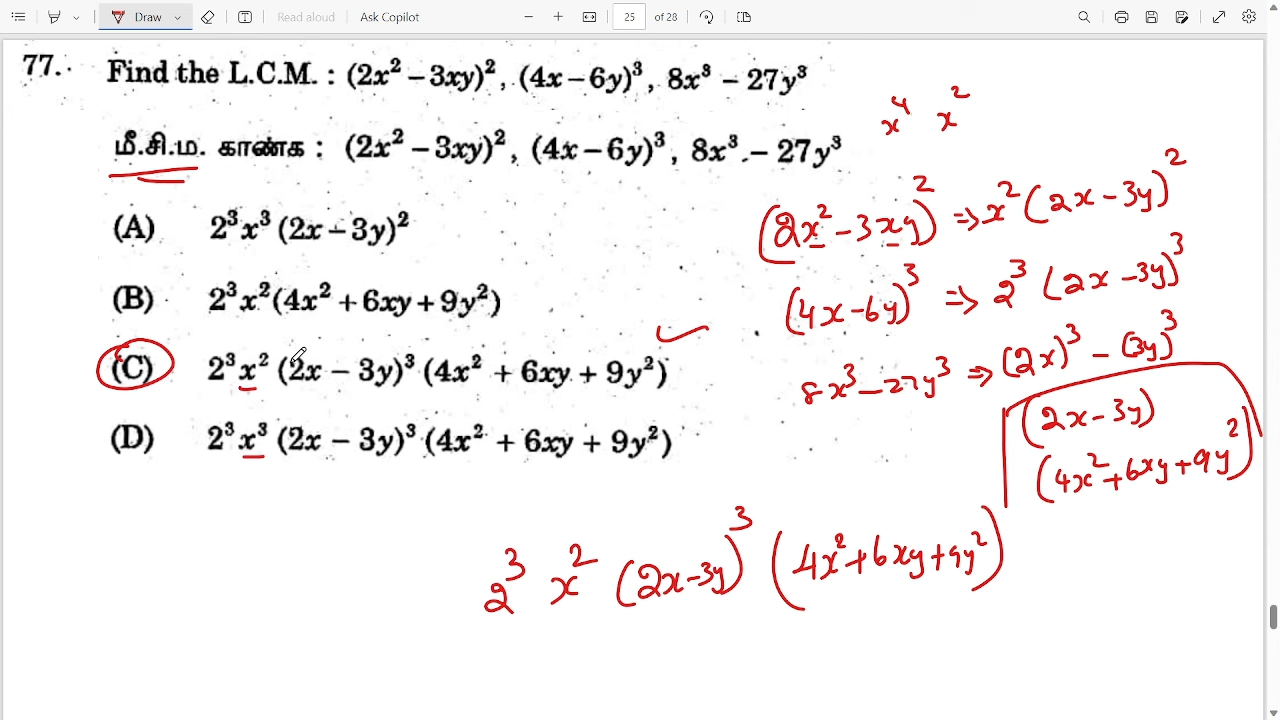 Draw Read aloud Ask Copilot 25 of 28
77. Find the L.C.M. : (2x² – 3xy)², (4x – 6y)³, 8x³ – 27y³
மீ.சி.ம. காண்க : (2x² – 3xy)², (4x – 6y)³, 8x³ – 27y³
(A) 2³x³ (2x – 3y)²
(B) 2³x²(4x² + 6xy + 9y²)
(C) 2³x² (2x – 3y)³ (4x² + 6xy + 9y²)
(D) 2³x³ (2x – 3y)³ (4x² + 6xy + 9y²)
x⁴ x²
(2x² – 3xy)² ⇒ x² (2x – 3y)²
(4x – 6y)³ ⇒ 2³ (2x – 3y)³
8x³ – 27y³ ⇒ (2x)³ – (3y)³
(2x – 3y)
(4x² + 6xy + 9y²)
2³ x² (2x – 3y)³ (4x² + 6xy + 9y²)